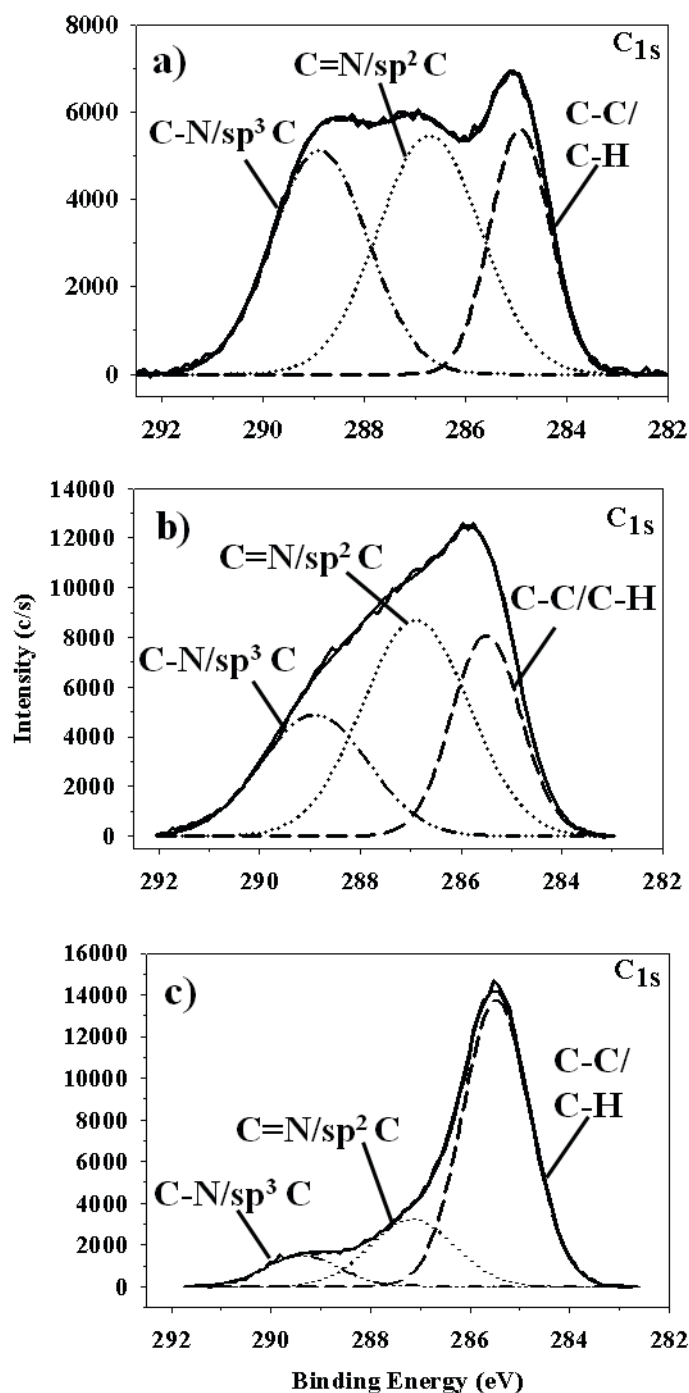 a)
C₁s
C=N/sp² C
C-N/sp³ C
C-C/
C-H
8000
6000
4000
2000
0
292 290 288 286 284 282
b)
C₁s
C=N/sp² C
C-C/C-H
C-N/sp³ C
14000
12000
10000
8000
6000
4000
2000
0
292 290 288 286 284 282
Intensity (c/s)
c)
C₁s
C-C/
C-H
C=N/sp² C
C-N/sp³ C
16000
14000
12000
10000
8000
6000
4000
2000
0
292 290 288 286 284 282
Binding Energy (eV)